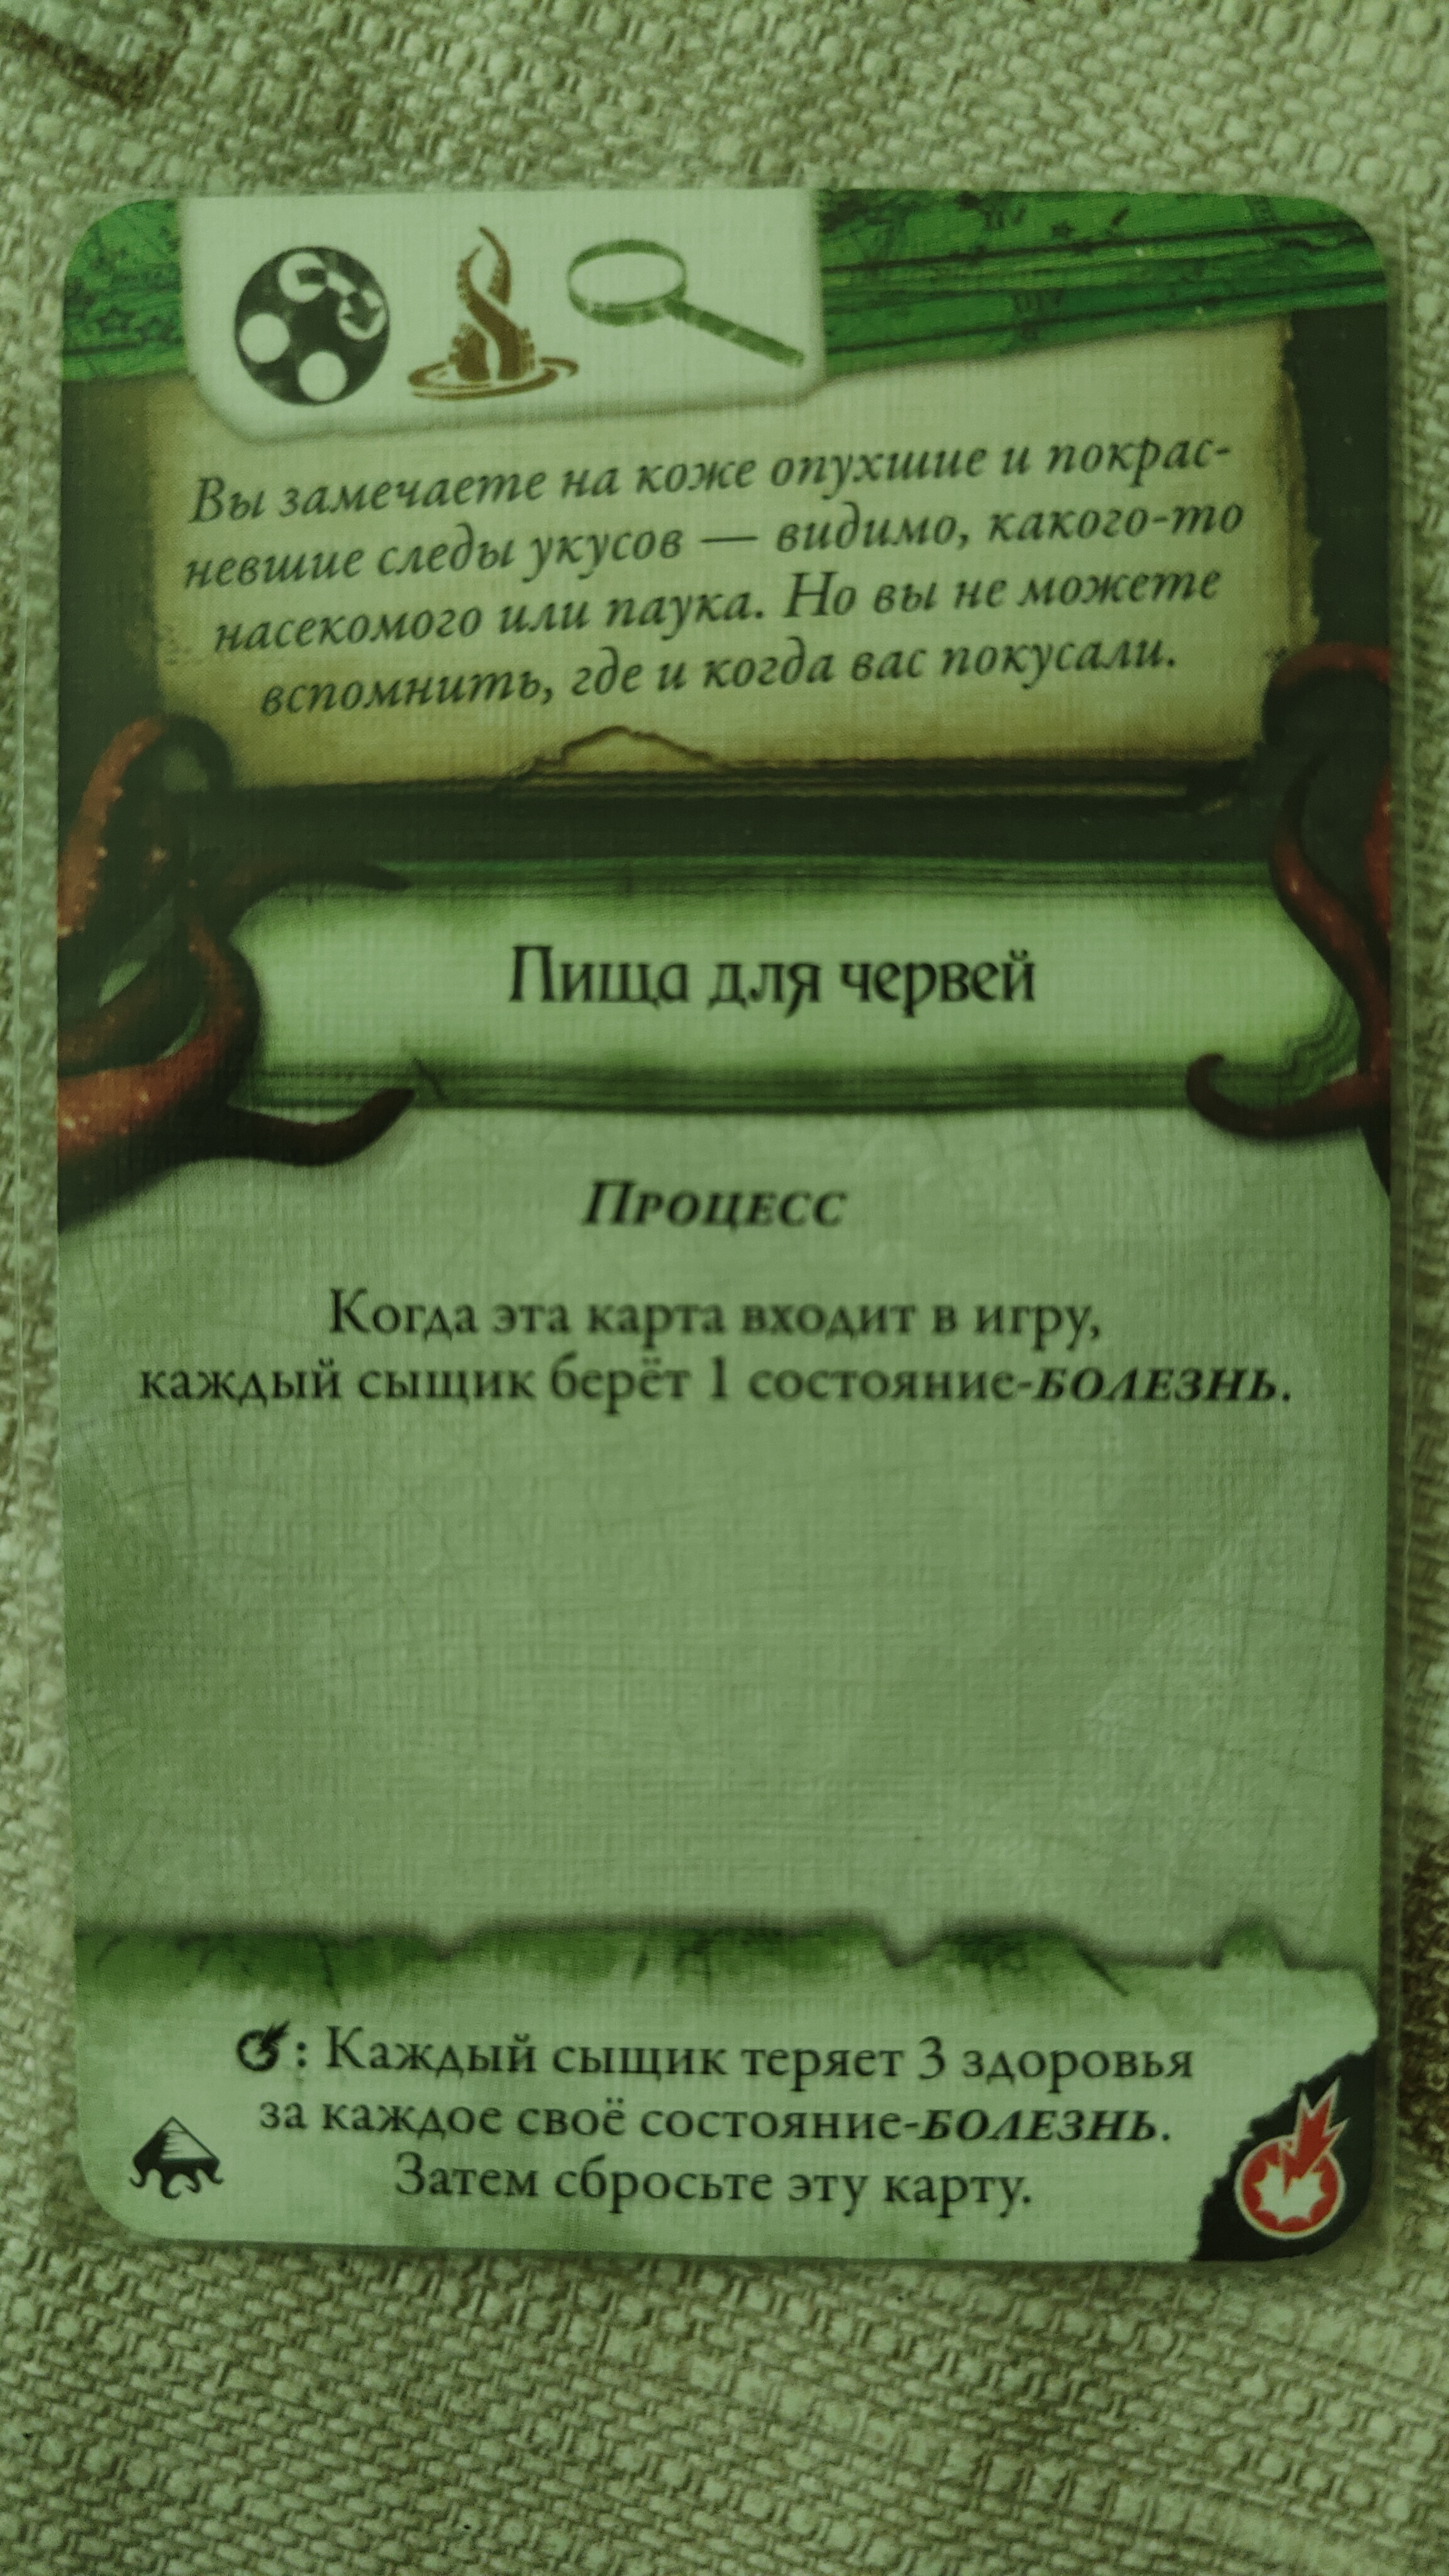 Вы замечаете на коже опухшие и покрас-
невшие следы укусов — видимо, какого-то
насекомого или паука. Но вы не можете
вспомнить, где и когда вас покусали.
Пища для червей
Процесс
Когда эта карта входит в игру,
каждый сыщик берёт 1 состояние-БОЛЕЗНЬ.
: Каждый сыщик теряет 3 здоровья
за каждое своё состояние-БОЛЕЗНЬ.
Затем сбросьте эту карту.